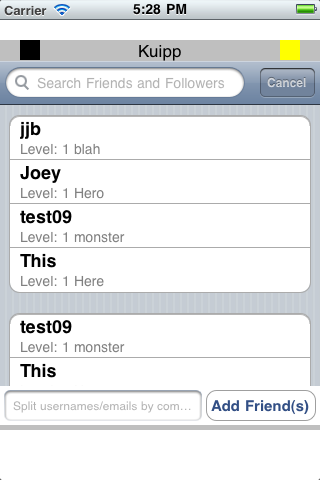 Carrier 5:28 PM
Kuipp
Search Friends and Followers Cancel
jjb
Level: 1 blah
Joey
Level: 1 Hero
test09
Level: 1 monster
This
Level: 1 Here
test09
Level: 1 monster
This
Split usernames/emails by com... Add Friend(s)